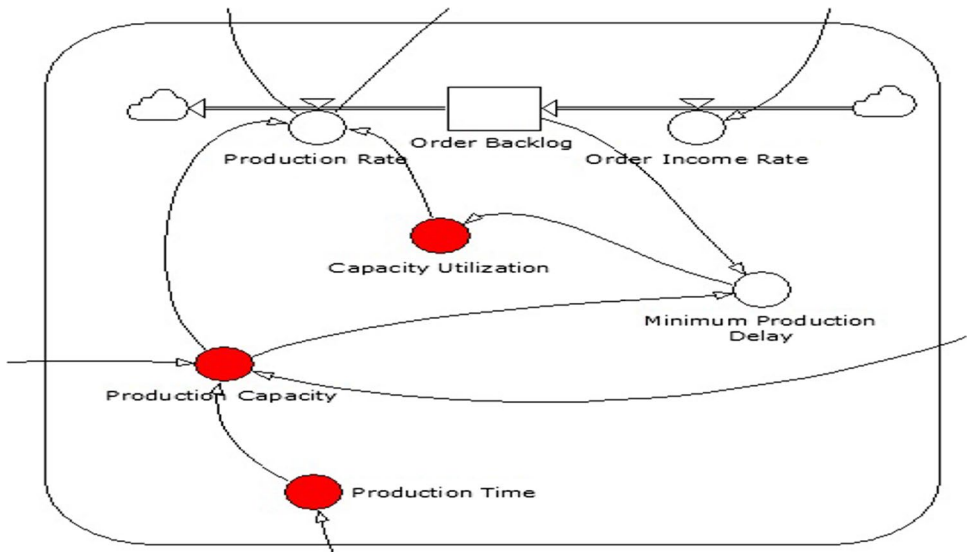 Order Backlog
Production Rate
Order Income Rate
Capacity Utilization
Minimum Production
Delay
Production Capacity
Production Time